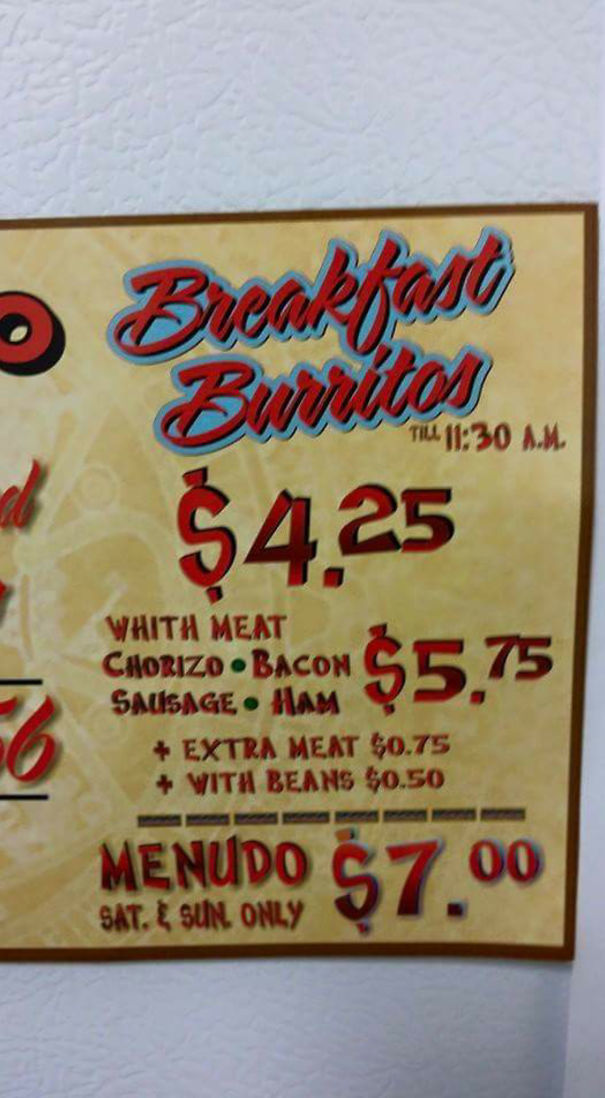 Breakfast
Burritos
TILL 11:30 A.M.
$4.25
WHITH MEAT
CHORIZO • BACON $5.75
SAUSAGE • HAM
+ EXTRA MEAT $0.75
+ WITH BEANS $0.50
MENUDO $7.00
SAT. & SUN. ONLY